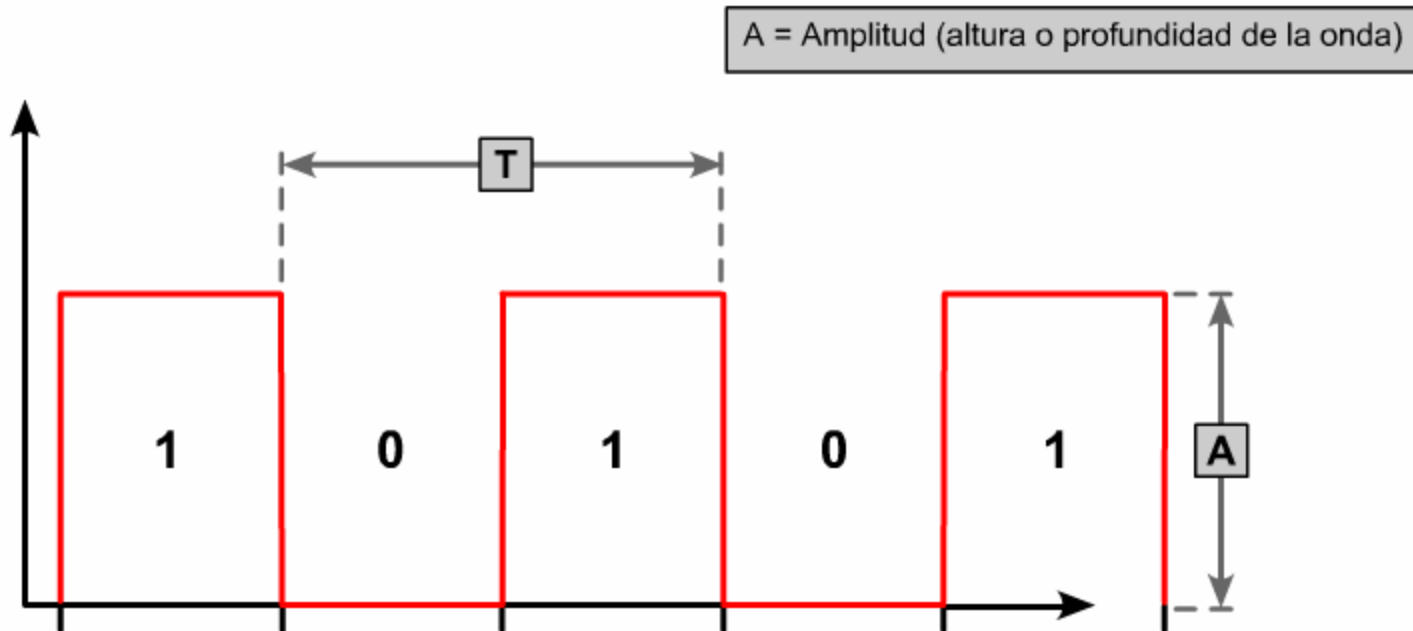 A = Amplitud (altura o profundidad de la onda)
T
1 0 1 0 1
A